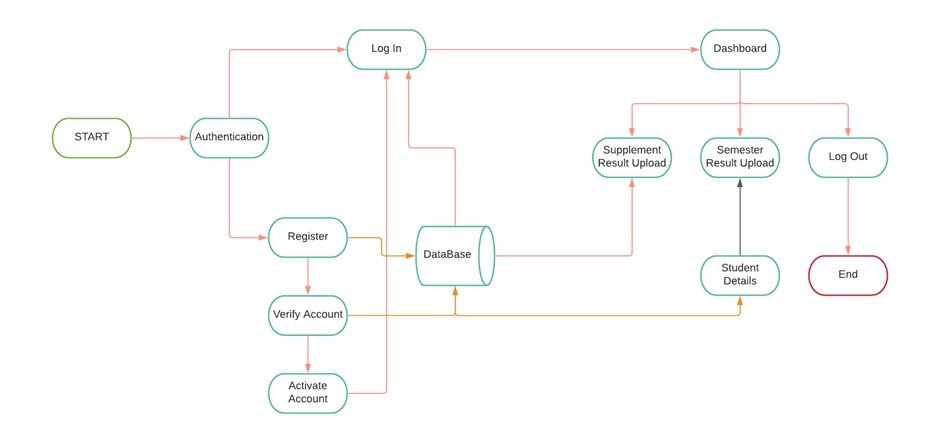 Log In
Dashboard
START
Authentication
Supplement
Result Upload
Semester
Result Upload
Log Out
Register
DataBase
Student
Details
End
Verify Account
Activate
Account